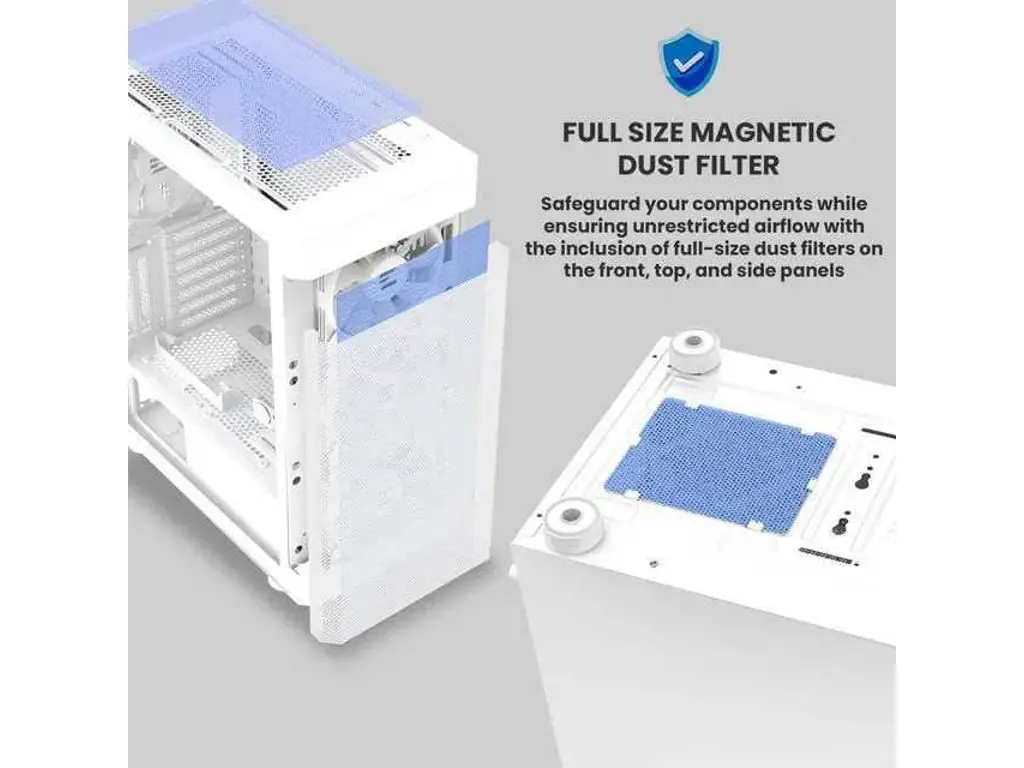 FULL SIZE MAGNETIC
DUST FILTER
Safeguard your components while
ensuring unrestricted airflow with
the inclusion of full-size dust filters on
the front, top, and side panels